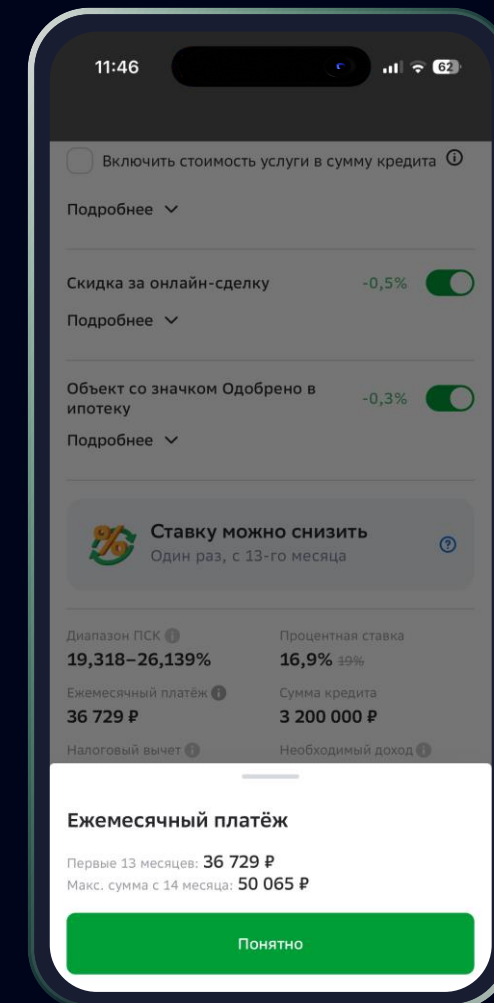 11:46
62
Включить стоимость услуги в сумму кредита
Подробнее
Скидка за онлайн-сделку -0,5%
Подробнее
Объект со значком Одобрено в
ипотеку
-0,3%
Подробнее
Ставку можно снизить
Один раз, с 13-го месяца
Диапазон ПСК
Процентная ставка
19,318–26,139%
16,9% 19%
Ежемесячный платёж
Сумма кредита
36 729 ₽
3 200 000 ₽
Налоговый вычет
Необходимый доход
Ежемесячный платёж
Первые 13 месяцев: 36 729 ₽
Макс. сумма с 14 месяца: 50 065 ₽
Понятно